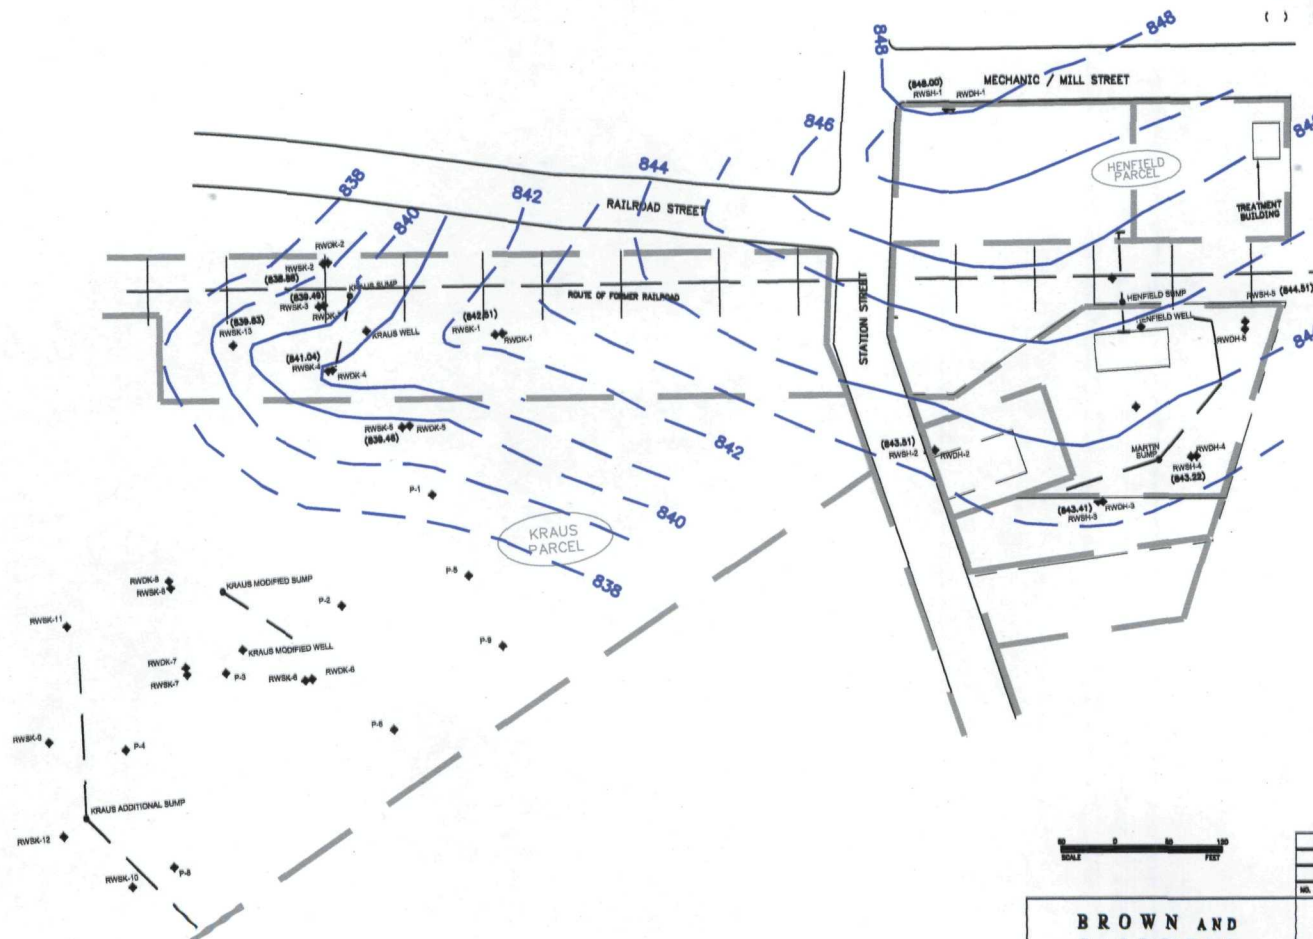 ( )
848
848
(848.00)
RWSH-1 RWDH-1
MECHANIC / MILL STREET
846
HENFIELD
PARCEL
TREATMENT
BUILDING
844
838
842
840
RAILROAD STREET
RWDK-2
RWSK-2
KRAUS SUMP
(839.49)
RWSK-3
(839.83)
RWSK-13
KRAUS WELL
(842.51)
RWSK-1
RWDK-1
ROUTE OF FORMER RAILROAD
STATION STREET
HENFIELD SUMP
HENFIELD WELL
RWSH-5 (844.51)
RWDH-5
(841.04)
RWSK-4
RWDK-4
RWSK-5
RWDK-5
(839.48)
842
(843.51)
RWSH-2
RWDH-2
MARTIN
SUMP
RWDH-4
RWSH-4
(843.22)
(843.41)
RWSH-3
RWDH-3
P-1
840
KRAUS
PARCEL
838
P-5
RWDK-8
RWSK-8
KRAUS MODIFIED SUMP
P-2
RWSK-11
KRAUS MODIFIED WELL
P-9
RWDK-7
RWSK-7
P-3
RWSK-6
RWDK-6
P-6
RWSK-9
P-4
KRAUS ADDITIONAL SUMP
RWSK-12
P-8
RWSK-10
0
SCALE
FEET
NO.
BROWN AND